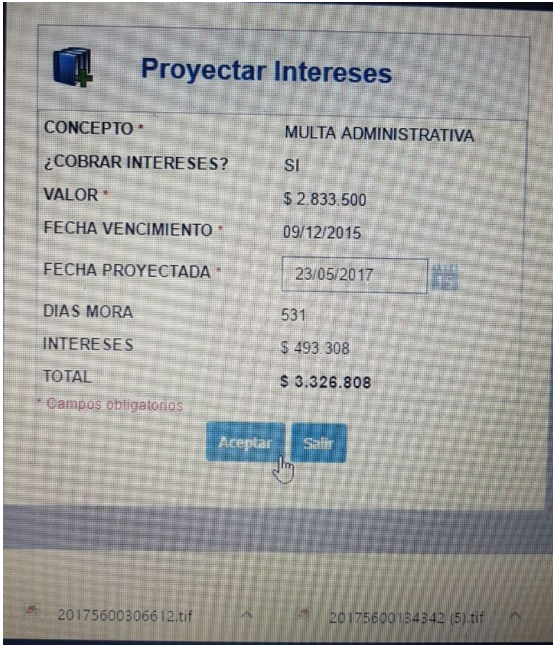 Proyectar Intereses
CONCEPTO * MULTA ADMINISTRATIVA
¿COBRAR INTERESES? SI
VALOR * $ 2.833.500
FECHA VENCIMIENTO * 09/12/2015
FECHA PROYECTADA * 23/05/2017
DIAS MORA 531
INTERESES $ 493.308
TOTAL $ 3.326.808
* Campos obligatorios
Aceptar Salir
20175600306612.tif 20175600134342 (5).tif